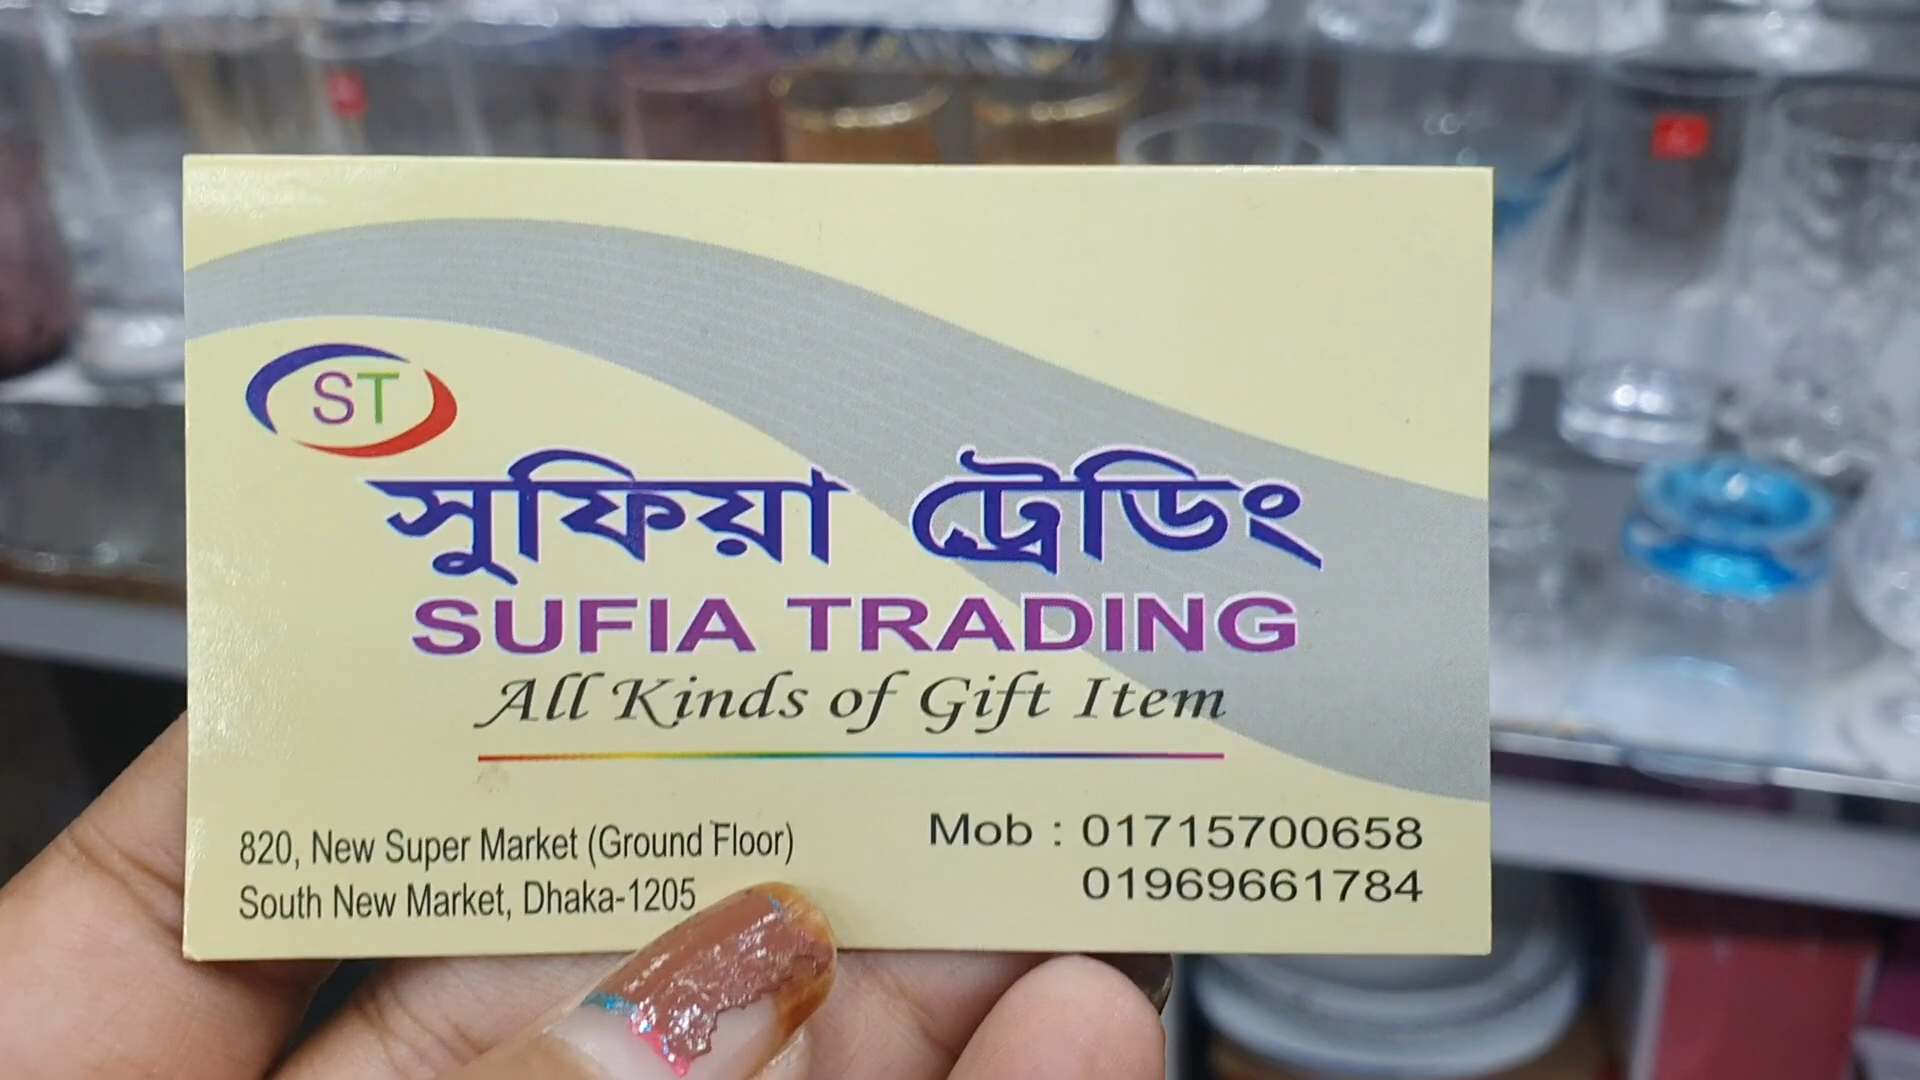 ST
সুফিয়া ট্রেডিং
SUFIA TRADING
All Kinds of Gift Item
820, New Super Market (Ground Floor)
South New Market, Dhaka-1205
Mob : 01715700658
01969661784